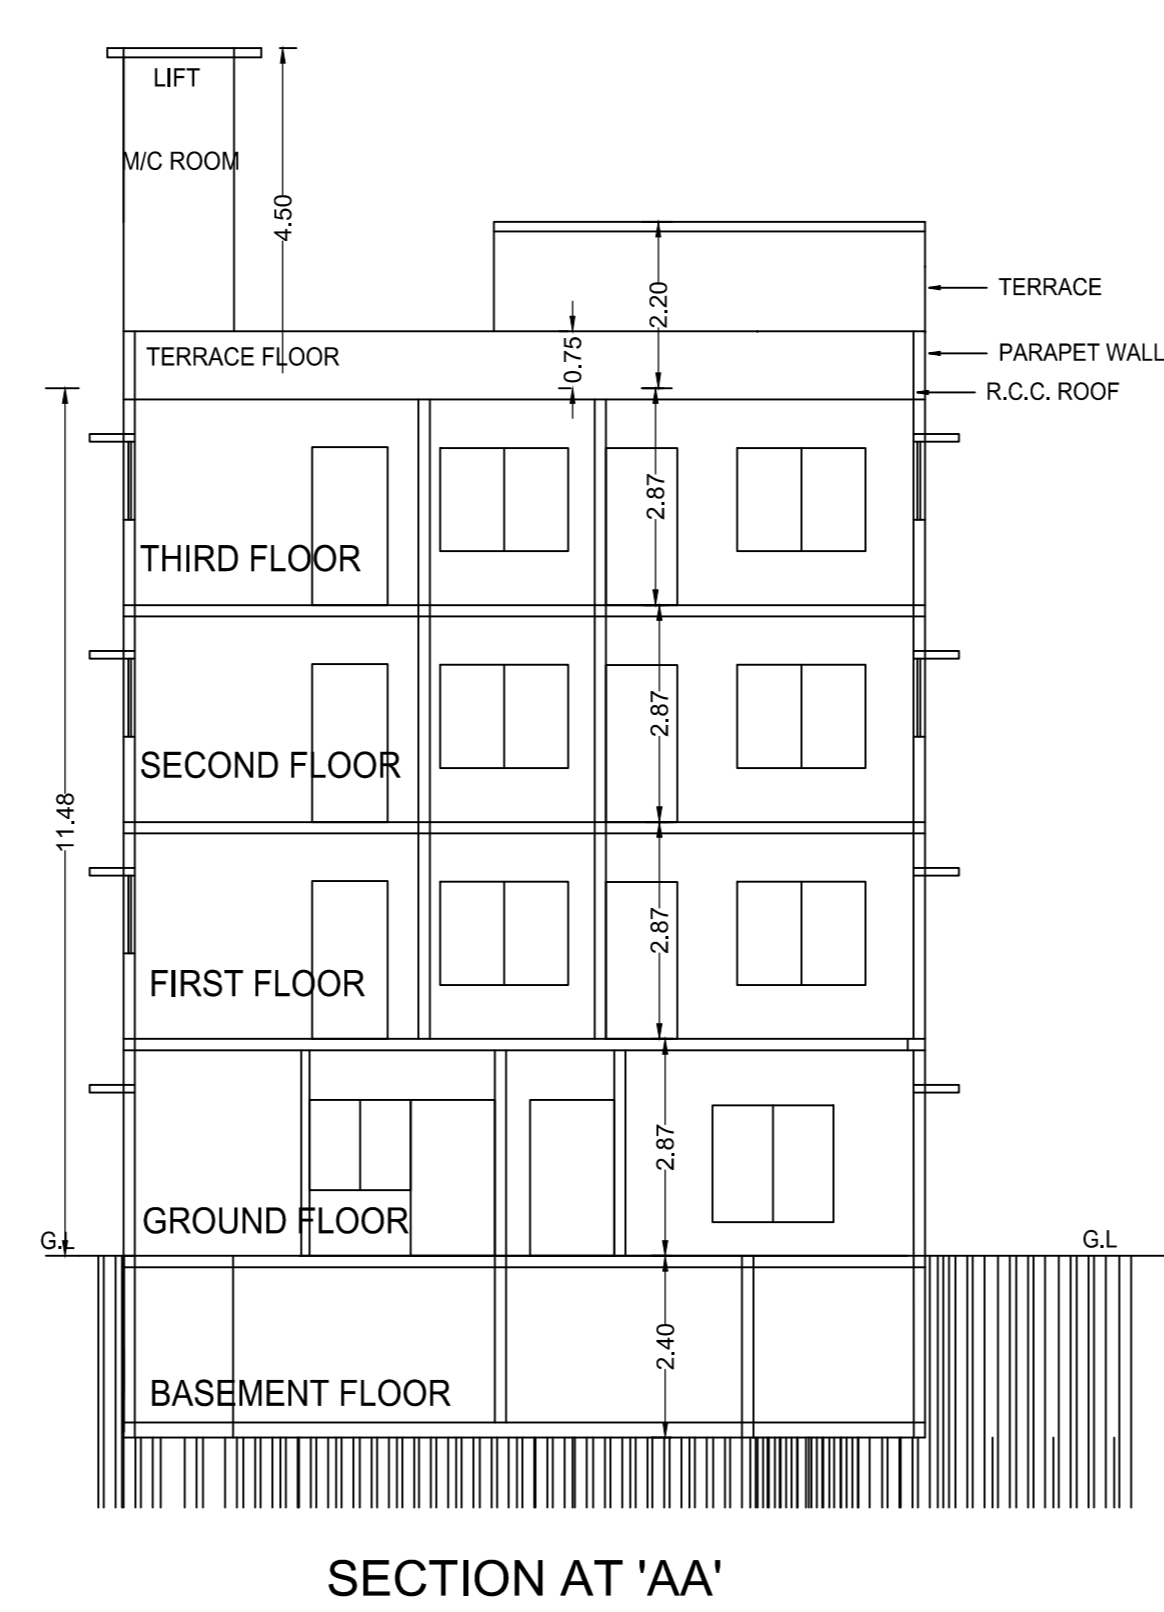 LIFT
M/C ROOM
4.50
2.20
TERRACE
0.75
TERRACE FLOOR
PARAPET WALL
R.C.C. ROOF
2.87
THIRD FLOOR
2.87
SECOND FLOOR
11.48
2.87
FIRST FLOOR
2.87
GROUND FLOOR
G.L
G.L
2.40
BASEMENT FLOOR
SECTION AT 'AA'